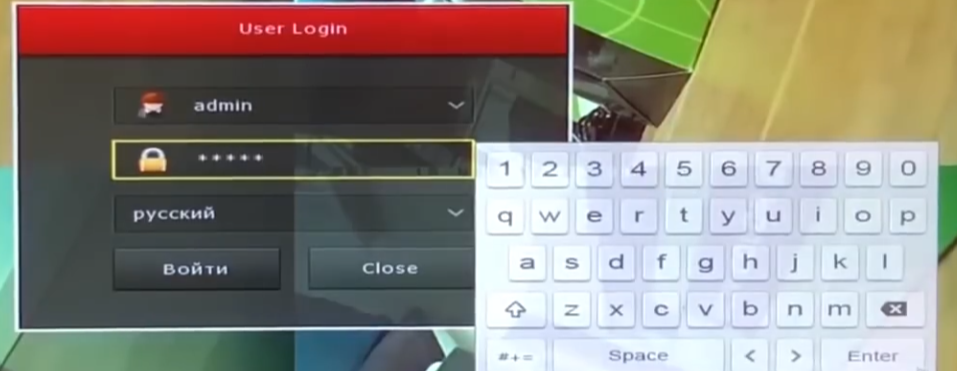 User Login
admin
*****
русский
Войти Close
1 2 3 4 5 6 7 8 9 0
q w e r t y u i o p
a s d f g h j k l
z x c v b n m
#+= Space < > Enter